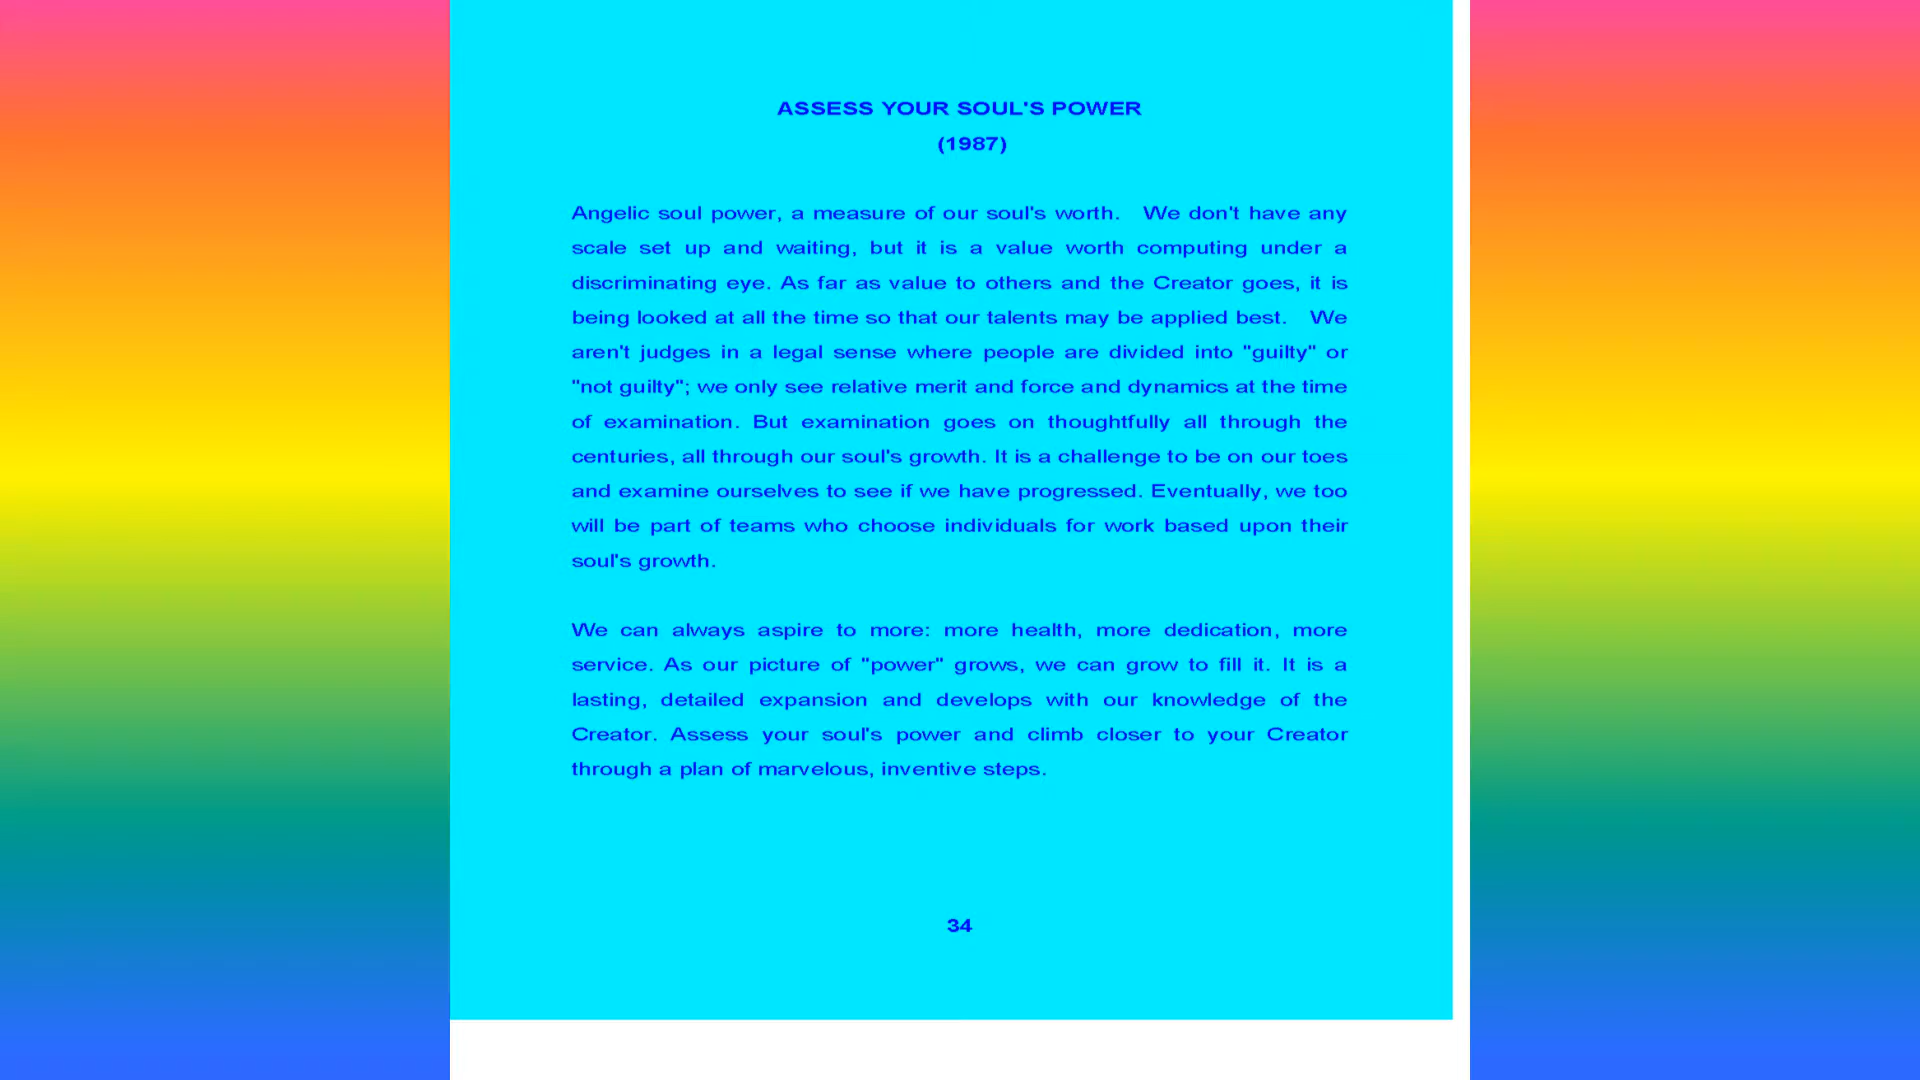 ASSESS YOUR SOUL'S POWER
(1987)
Angelic soul power, a measure of our soul's worth. We don't have any
scale set up and waiting, but it is a value worth computing under a
discriminating eye. As far as value to others and the Creator goes, it is
being looked at all the time so that our talents may be applied best. We
aren't judges in a legal sense where people are divided into "guilty" or
"not guilty"; we only see relative merit and force and dynamics at the time
of examination. But examination goes on thoughtfully all through the
centuries, all through our soul's growth. It is a challenge to be on our toes
and examine ourselves to see if we have progressed. Eventually, we too
will be part of teams who choose individuals for work based upon their
soul's growth.
We can always aspire to more: more health, more dedication, more
service. As our picture of "power" grows, we can grow to fill it. It is a
lasting, detailed expansion and develops with our knowledge of the
Creator. Assess your soul's power and climb closer to your Creator
through a plan of marvelous, inventive steps.
34